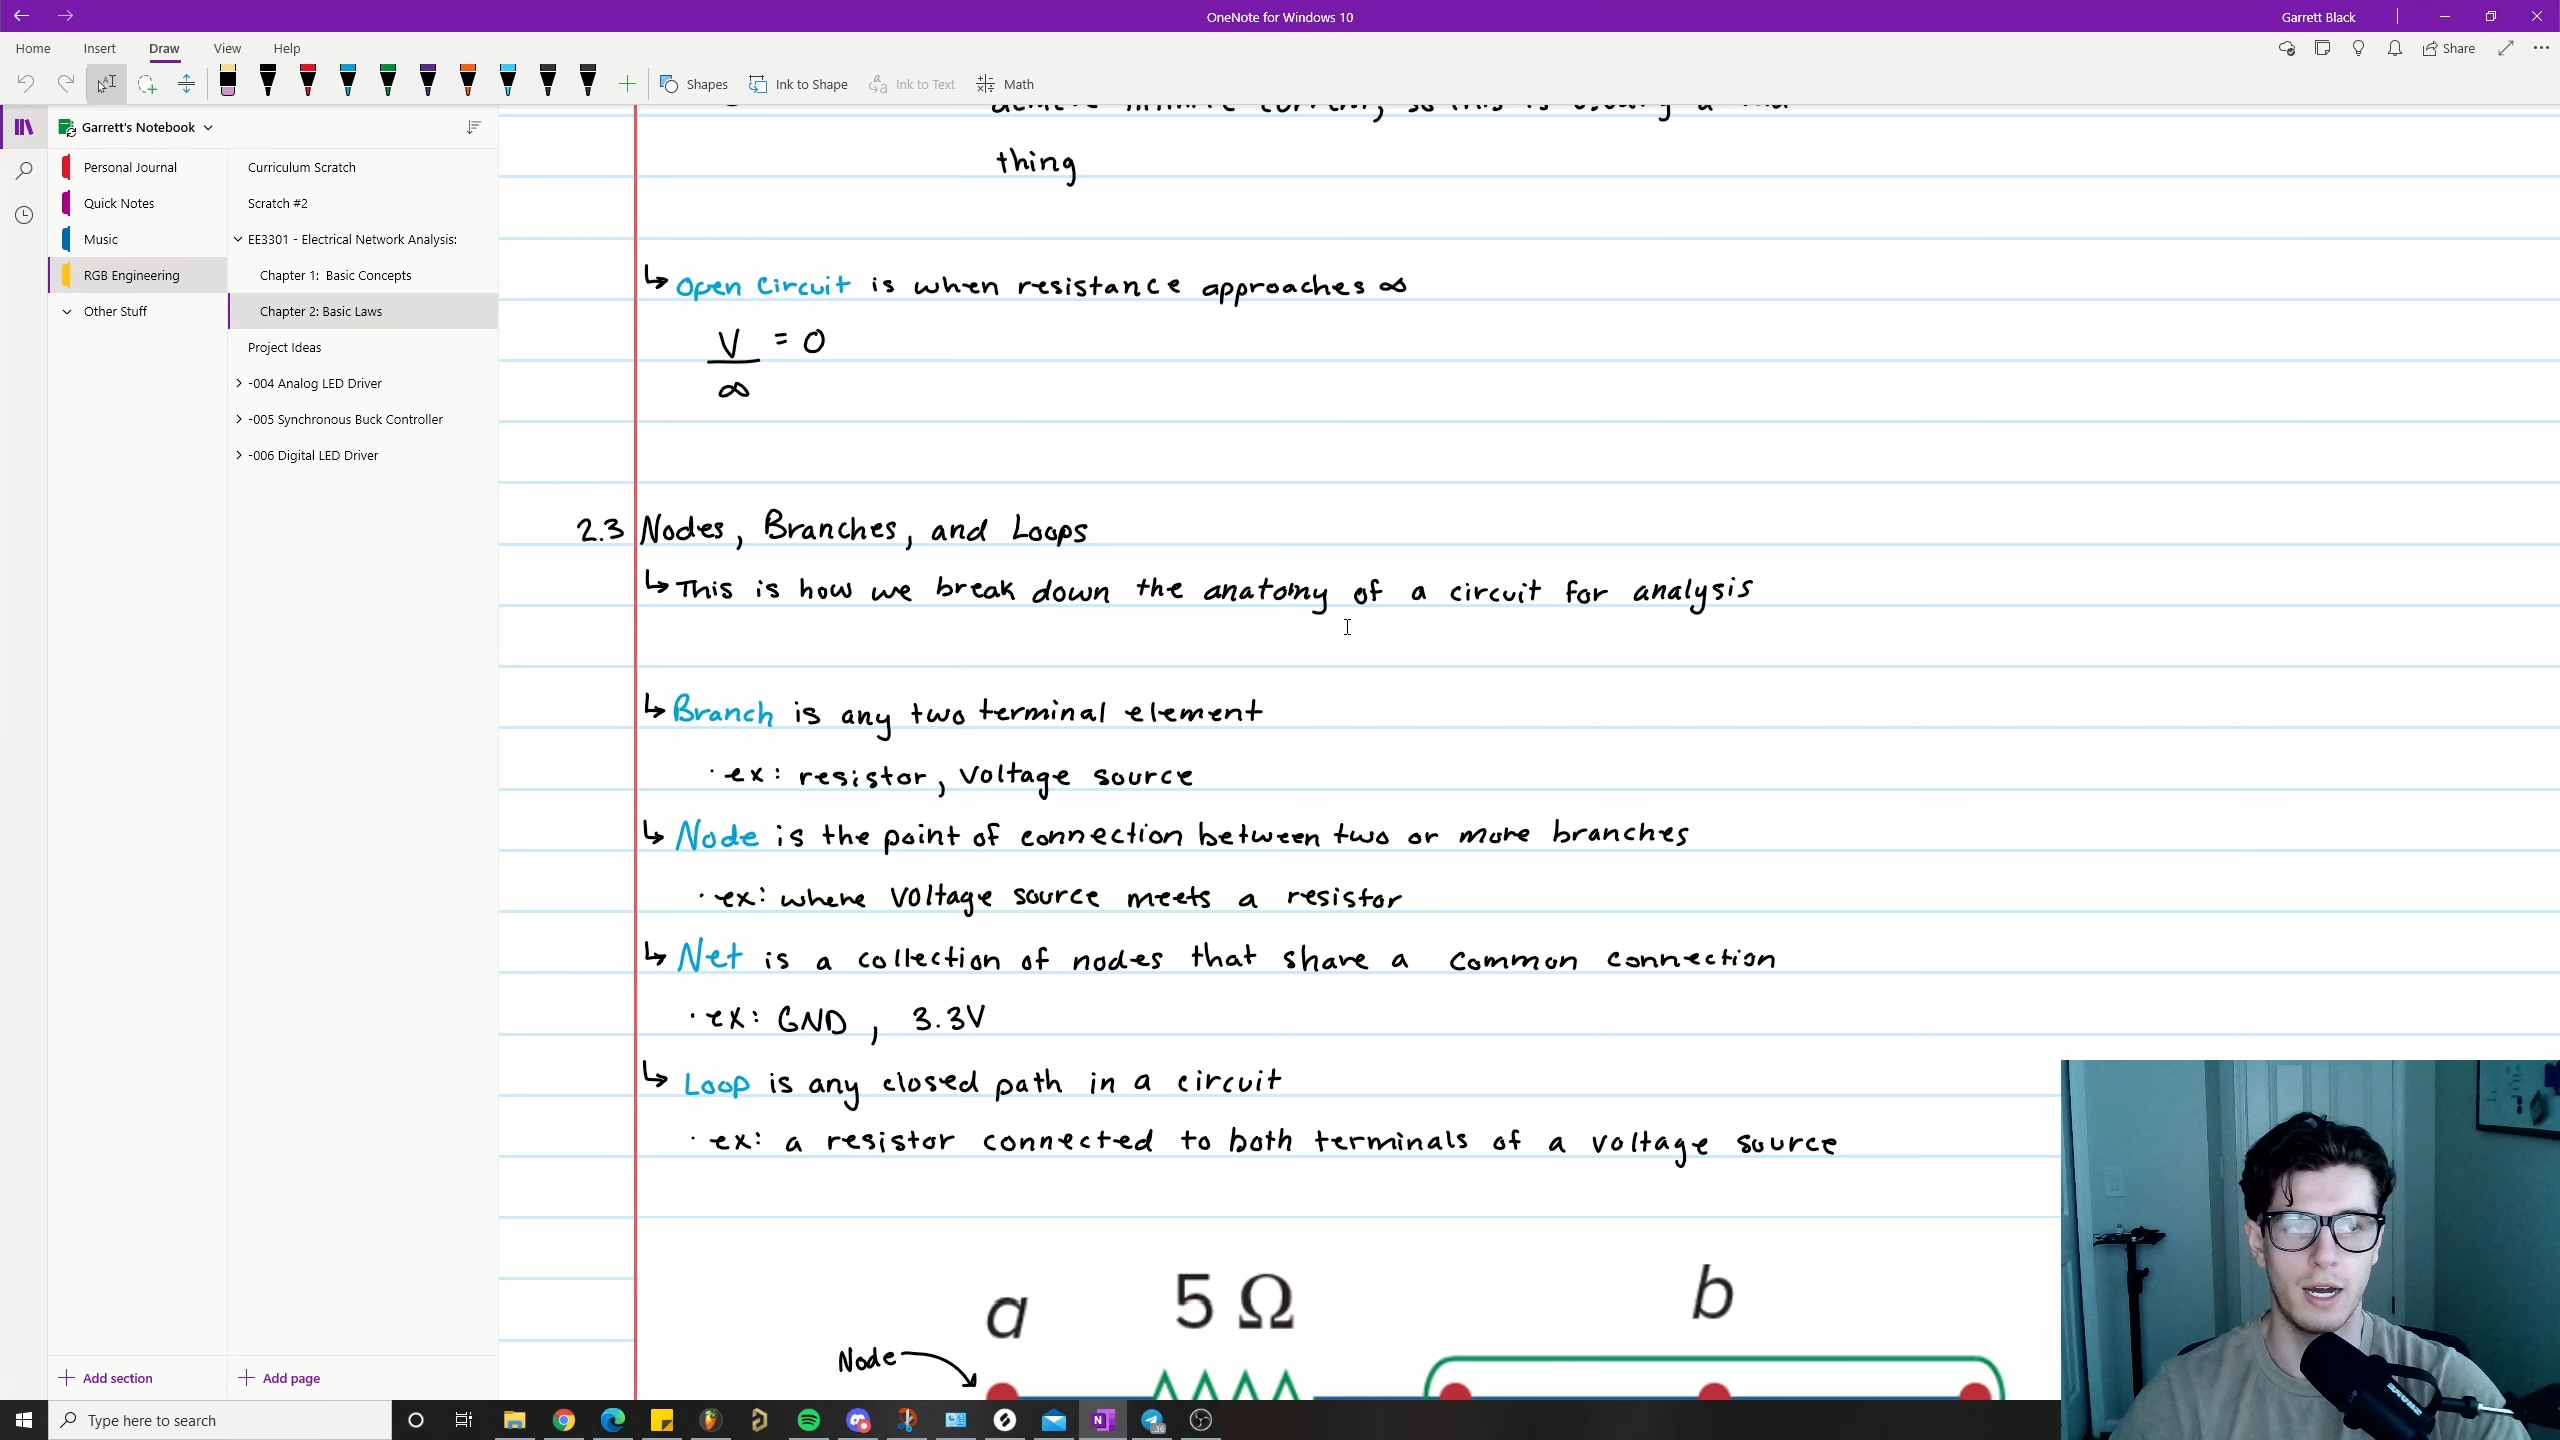 OneNote for Windows 10
Garrett Black
Home
Insert
Draw
View
Help
Share
Shapes
Ink to Shape
Ink to Text
Math
Garrett's Notebook
Personal Journal
Quick Notes
Music
RGB Engineering
Other Stuff
Curriculum Scratch
Scratch #2
EE3301 - Electrical Network Analysis:
Chapter 1: Basic Concepts
Chapter 2: Basic Laws
Project Ideas
-004 Analog LED Driver
-005 Synchronous Buck Controller
-006 Digital LED Driver
infinite current, so this is usually a
thing
↳ Open Circuit is when resistance approaches ∞
V = 0
∞
2.3 Nodes, Branches, and Loops
↳ This is how we break down the anatomy of a circuit for analysis
↳ Branch is any two terminal element
· ex: resistor, voltage source
↳ Node is the point of connection between two or more branches
· ex: where voltage source meets a resistor
↳ Net is a collection of nodes that share a common connection
· ex: GND, 3.3V
↳ Loop is any closed path in a circuit
· ex: a resistor connected to both terminals of a voltage source
a
5 Ω
b
Node
Add section
Add page
Type here to search